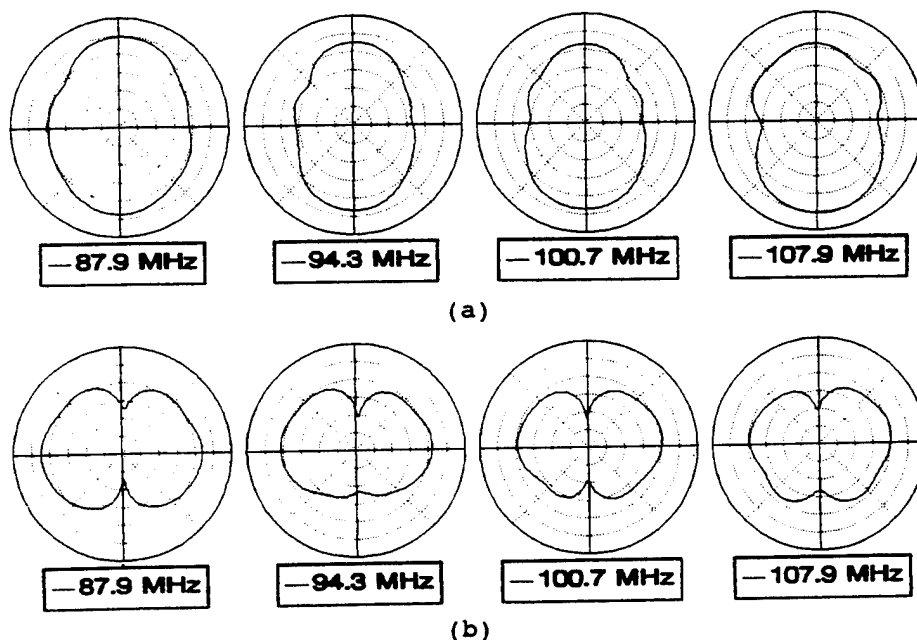 —87.9 MHz —94.3 MHz —100.7 MHz —107.9 MHz
(a)
—87.9 MHz —94.3 MHz —100.7 MHz —107.9 MHz
(b)